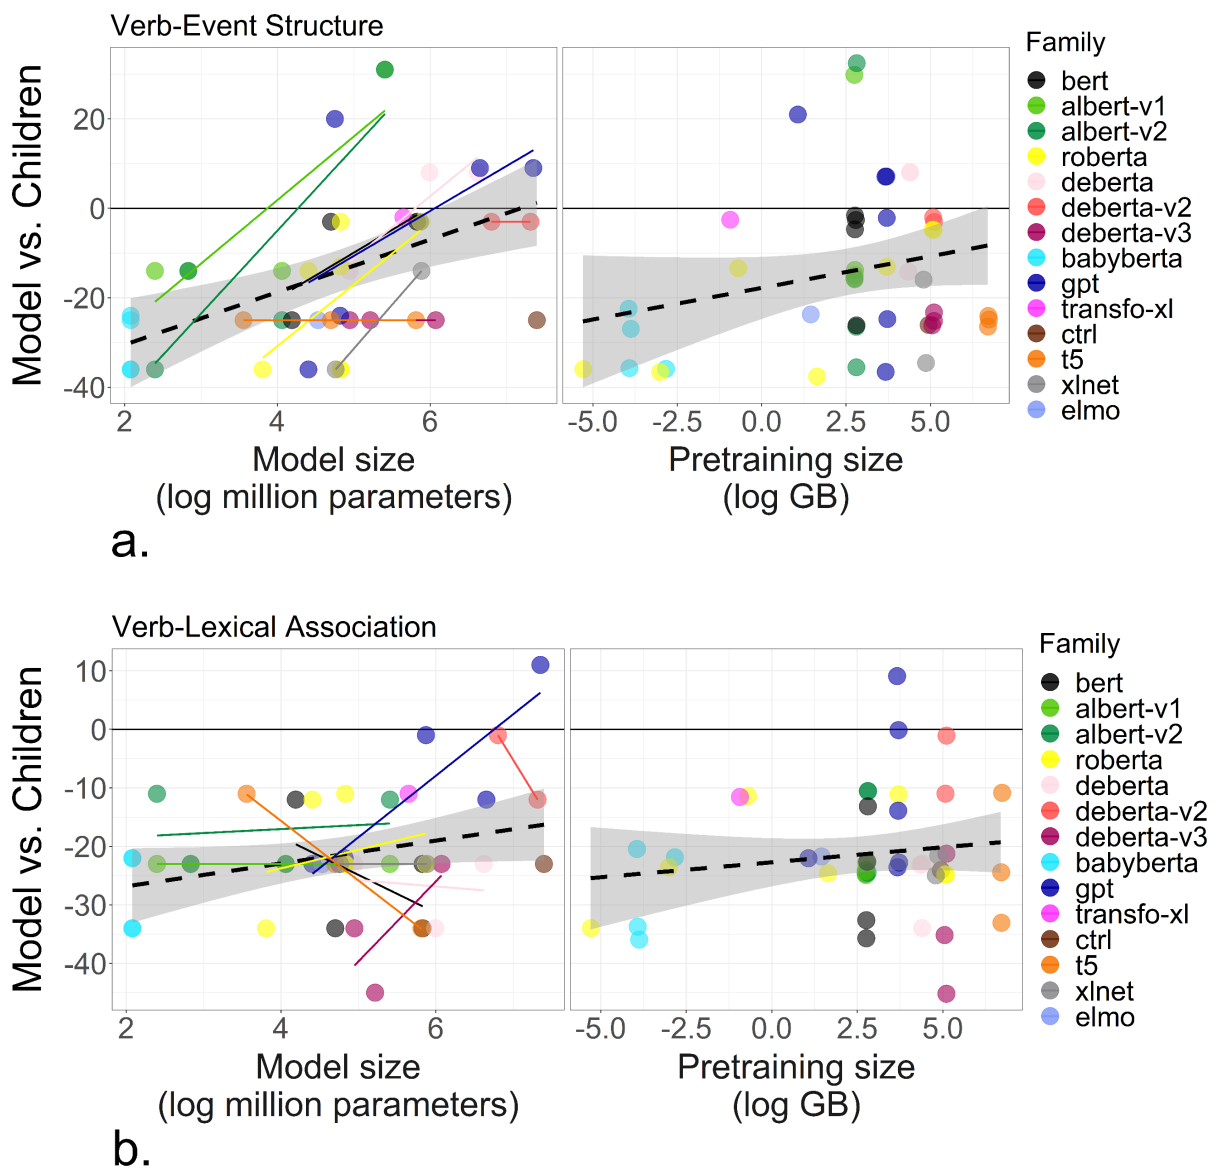 Verb-Event Structure
Model vs. Children
20
0
-20
-40
2
4
6
Model size
(log million parameters)
-5.0
-2.5
0.0
2.5
5.0
Pretraining size
(log GB)
Family
bert
albert-v1
albert-v2
roberta
deberta
deberta-v2
deberta-v3
babyberta
gpt
transfo-xl
ctrl
t5
xlnet
elmo
a.
Verb-Lexical Association
Model vs. Children
10
0
-10
-20
-30
-40
2
4
6
Model size
(log million parameters)
-5.0
-2.5
0.0
2.5
5.0
Pretraining size
(log GB)
Family
bert
albert-v1
albert-v2
roberta
deberta
deberta-v2
deberta-v3
babyberta
gpt
transfo-xl
ctrl
t5
xlnet
elmo
b.